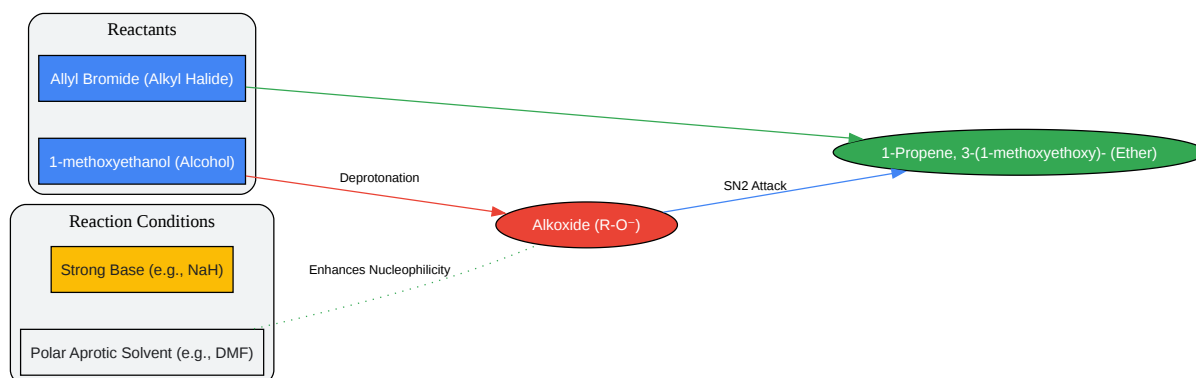 Reactants
Allyl Bromide (Alkyl Halide)
1-methoxyethanol (Alcohol)
Deprotonation
Reaction Conditions
Strong Base (e.g., NaH)
Polar Aprotic Solvent (e.g., DMF)
Enhances Nucleophilicity
Alkoxide (R-O⁻)
SN2 Attack
1-Propene, 3-(1-methoxyethoxy)- (Ether)